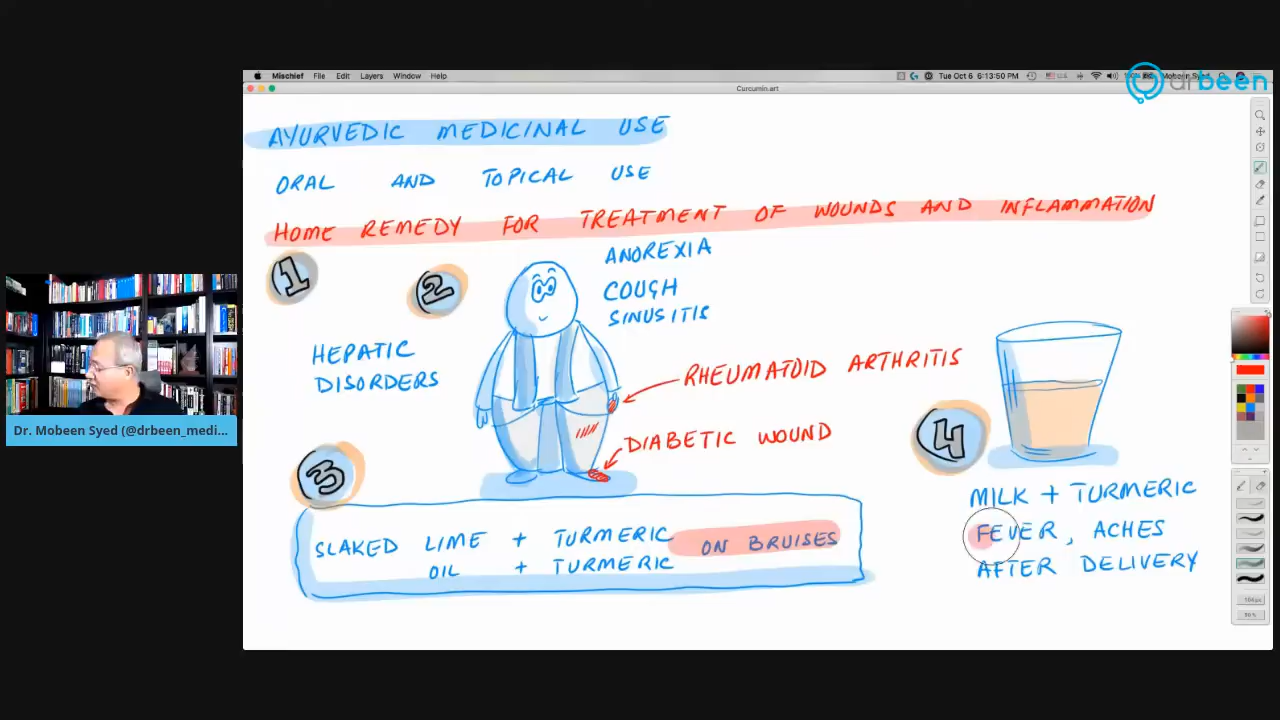 Mischief File Edit Layers Window Help
Tue Oct 6 6:13:50 PM
Mobeen Syed
drbeen
Curcumin.art
AYURVEDIC MEDICINAL USE
ORAL AND TOPICAL USE
HOME REMEDY FOR TREATMENT OF WOUNDS AND INFLAMMATION
1
2
ANOREXIA
COUGH
SINUSITIS
HEPATIC
DISORDERS
RHEUMATOID ARTHRITIS
DIABETIC WOUND
Dr. Mobeen Syed (@drbeen_medi...
3
4
SLAKED LIME + TURMERIC ON BRUISES
OIL + TURMERIC
MILK + TURMERIC
FEVER, ACHES
AFTER DELIVERY